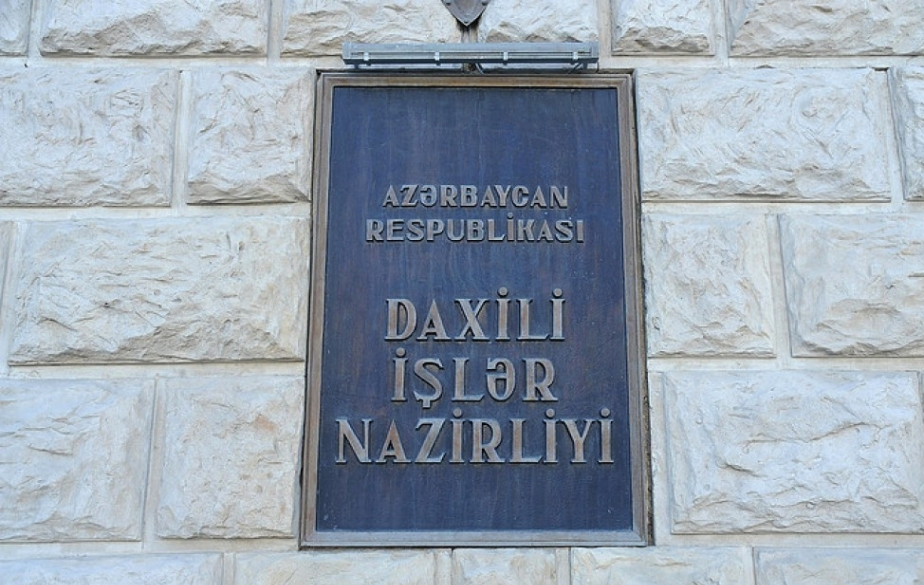 AZƏRBAYCAN
RESPUBLİKASI
DAXİLİ
İŞLƏR
NAZİRLİYİ